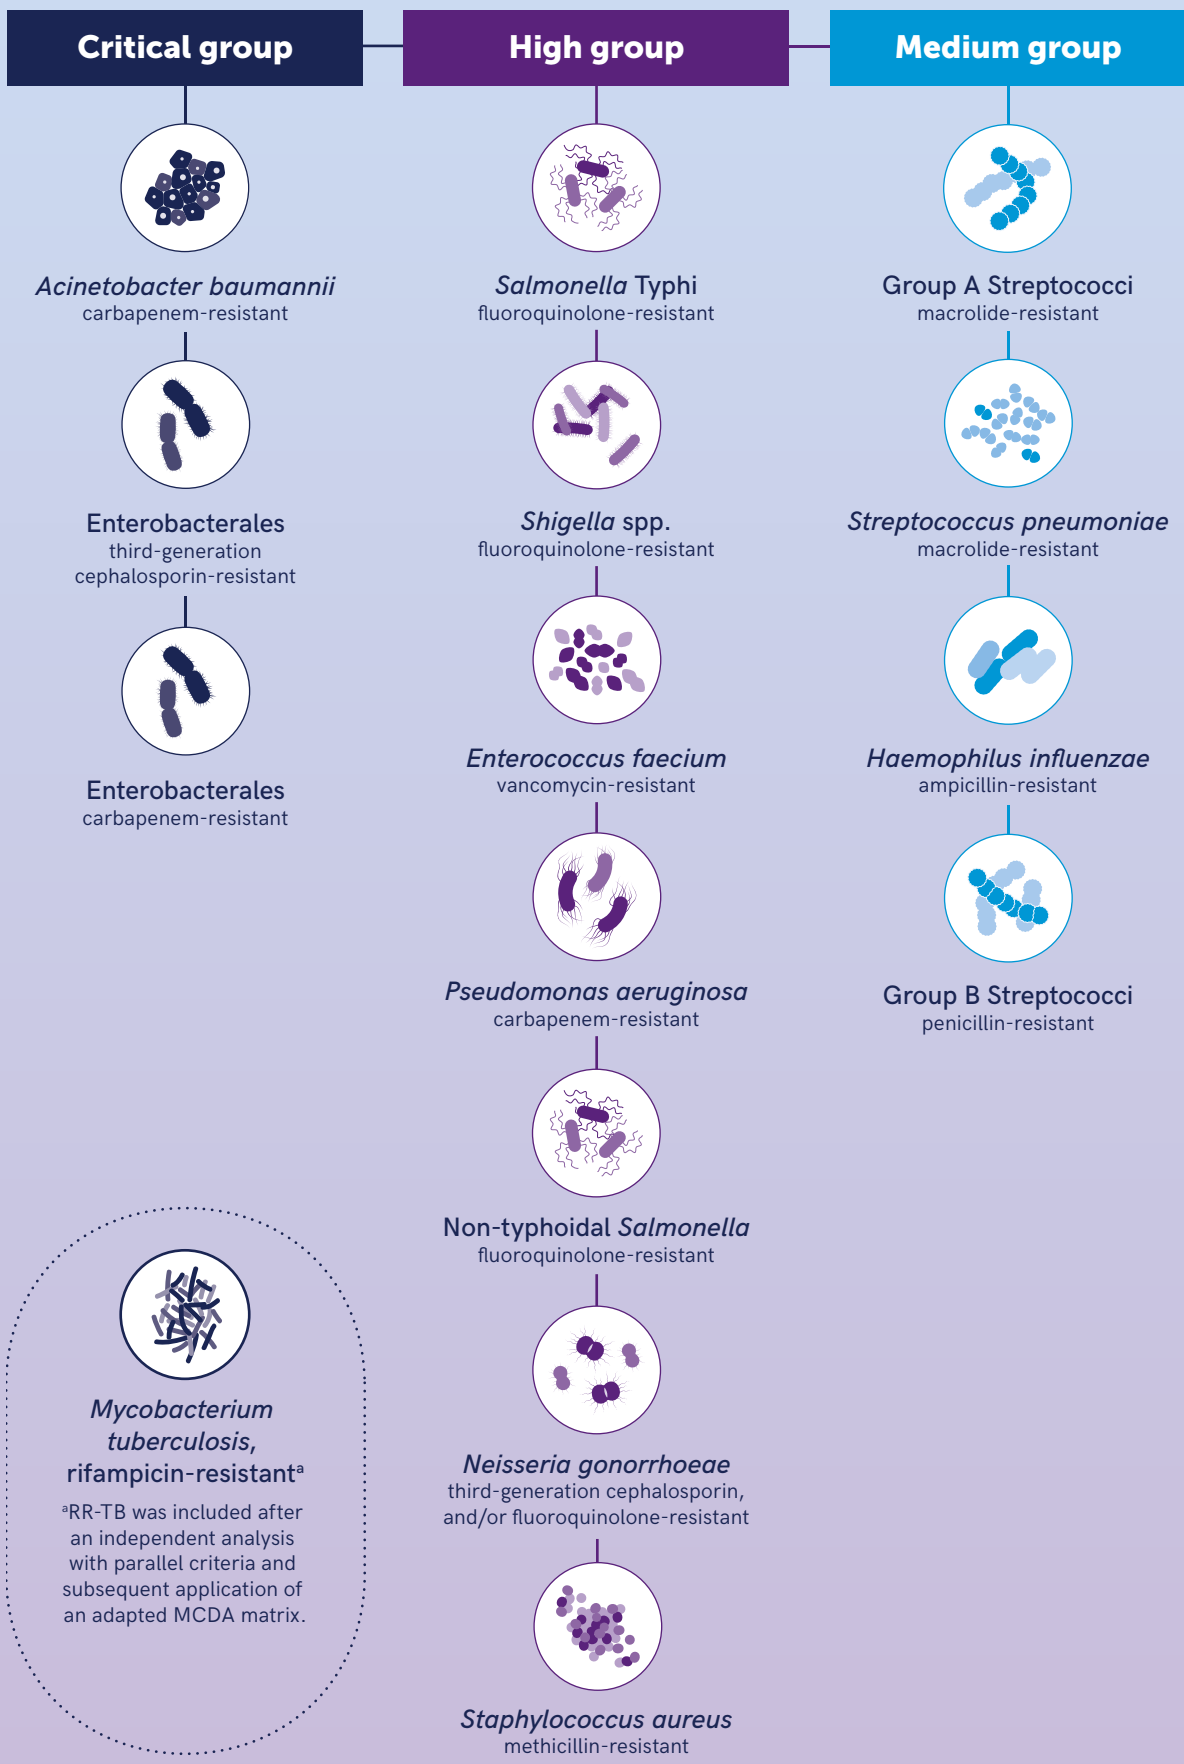 Critical group
Acinetobacter baumannii
carbapenem-resistant
Enterobacterales
third-generation
cephalosporin-resistant
Enterobacterales
carbapenem-resistant
Mycobacterium
tuberculosis,
rifampicin-resistantᵃ
ᵃRR-TB was included after
an independent analysis
with parallel criteria and
subsequent application of
an adapted MCDA matrix.
High group
Salmonella Typhi
fluoroquinolone-resistant
Shigella spp.
fluoroquinolone-resistant
Enterococcus faecium
vancomycin-resistant
Pseudomonas aeruginosa
carbapenem-resistant
Non-typhoidal Salmonella
fluoroquinolone-resistant
Neisseria gonorrhoeae
third-generation cephalosporin,
and/or fluoroquinolone-resistant
Staphylococcus aureus
methicillin-resistant
Medium group
Group A Streptococci
macrolide-resistant
Streptococcus pneumoniae
macrolide-resistant
Haemophilus influenzae
ampicillin-resistant
Group B Streptococci
penicillin-resistant